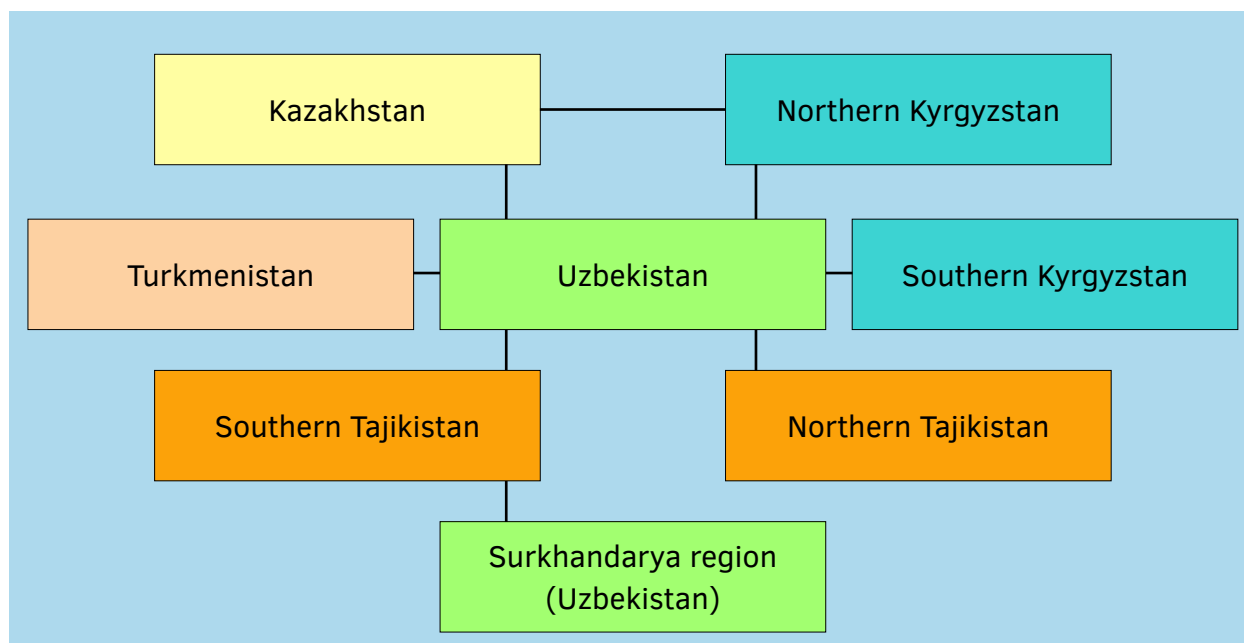 Kazakhstan
Northern Kyrgyzstan
Turkmenistan
Uzbekistan
Southern Kyrgyzstan
Southern Tajikistan
Northern Tajikistan
Surkhandarya region
(Uzbekistan)